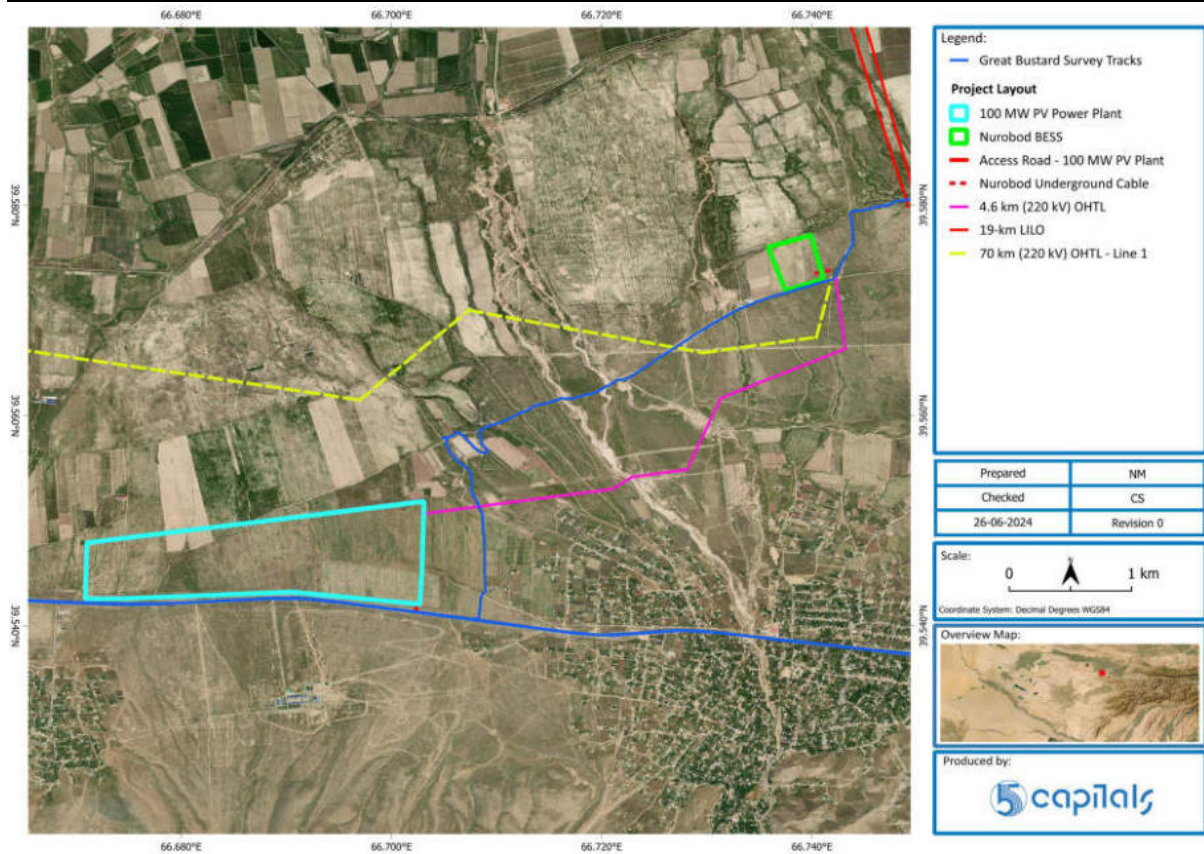 66.680°E 66.700°E 66.720°E 66.740°E
39.580°N
39.560°N
39.540°N
39.580°N
39.560°N
39.540°N
66.680°E 66.700°E 66.720°E 66.740°E
Legend:
Great Bustard Survey Tracks
Project Layout
100 MW PV Power Plant
Nurobod BESS
Access Road - 100 MW PV Plant
Nurobod Underground Cable
4.6 km (220 kV) OHTL
19-km LILO
70 km (220 kV) OHTL - Line 1
Prepared NM
Checked CS
26-06-2024 Revision 0
Scale:
N
0 1 km
Coordinate System: Decimal Degrees WGS84
Overview Map:
Produced by:
5 capitals